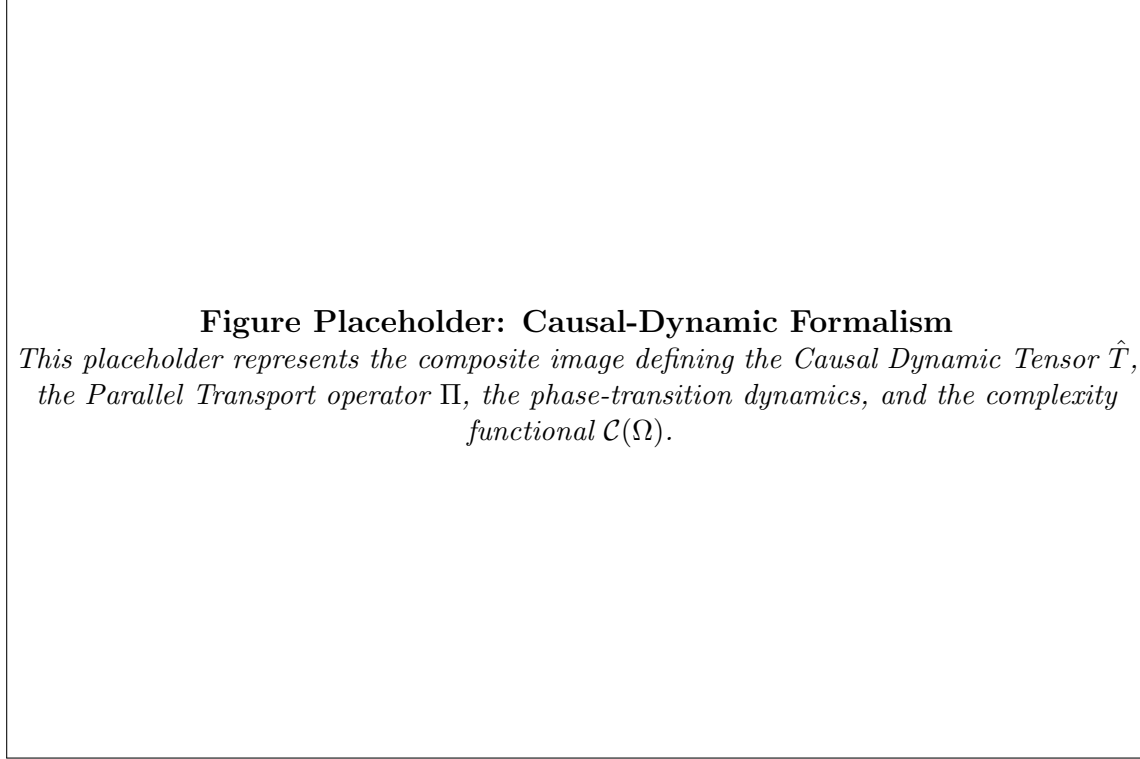 Figure Placeholder: Causal-Dynamic Formalism
This placeholder represents the composite image defining the Causal Dynamic Tensor T̂,
the Parallel Transport operator Π, the phase-transition dynamics, and the complexity
functional 𝒞(Ω).